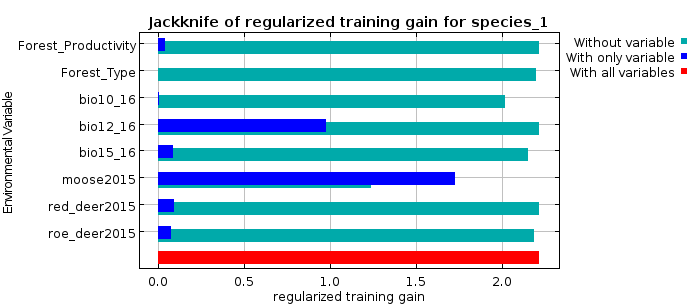 Jackknife of regularized training gain for species_1
Without variable
With only variable
With all variables
Environmental Variable
Forest_Productivity
Forest_Type
bio10_16
bio12_16
bio15_16
moose2015
red_deer2015
roe_deer2015
0.0 0.5 1.0 1.5 2.0
regularized training gain